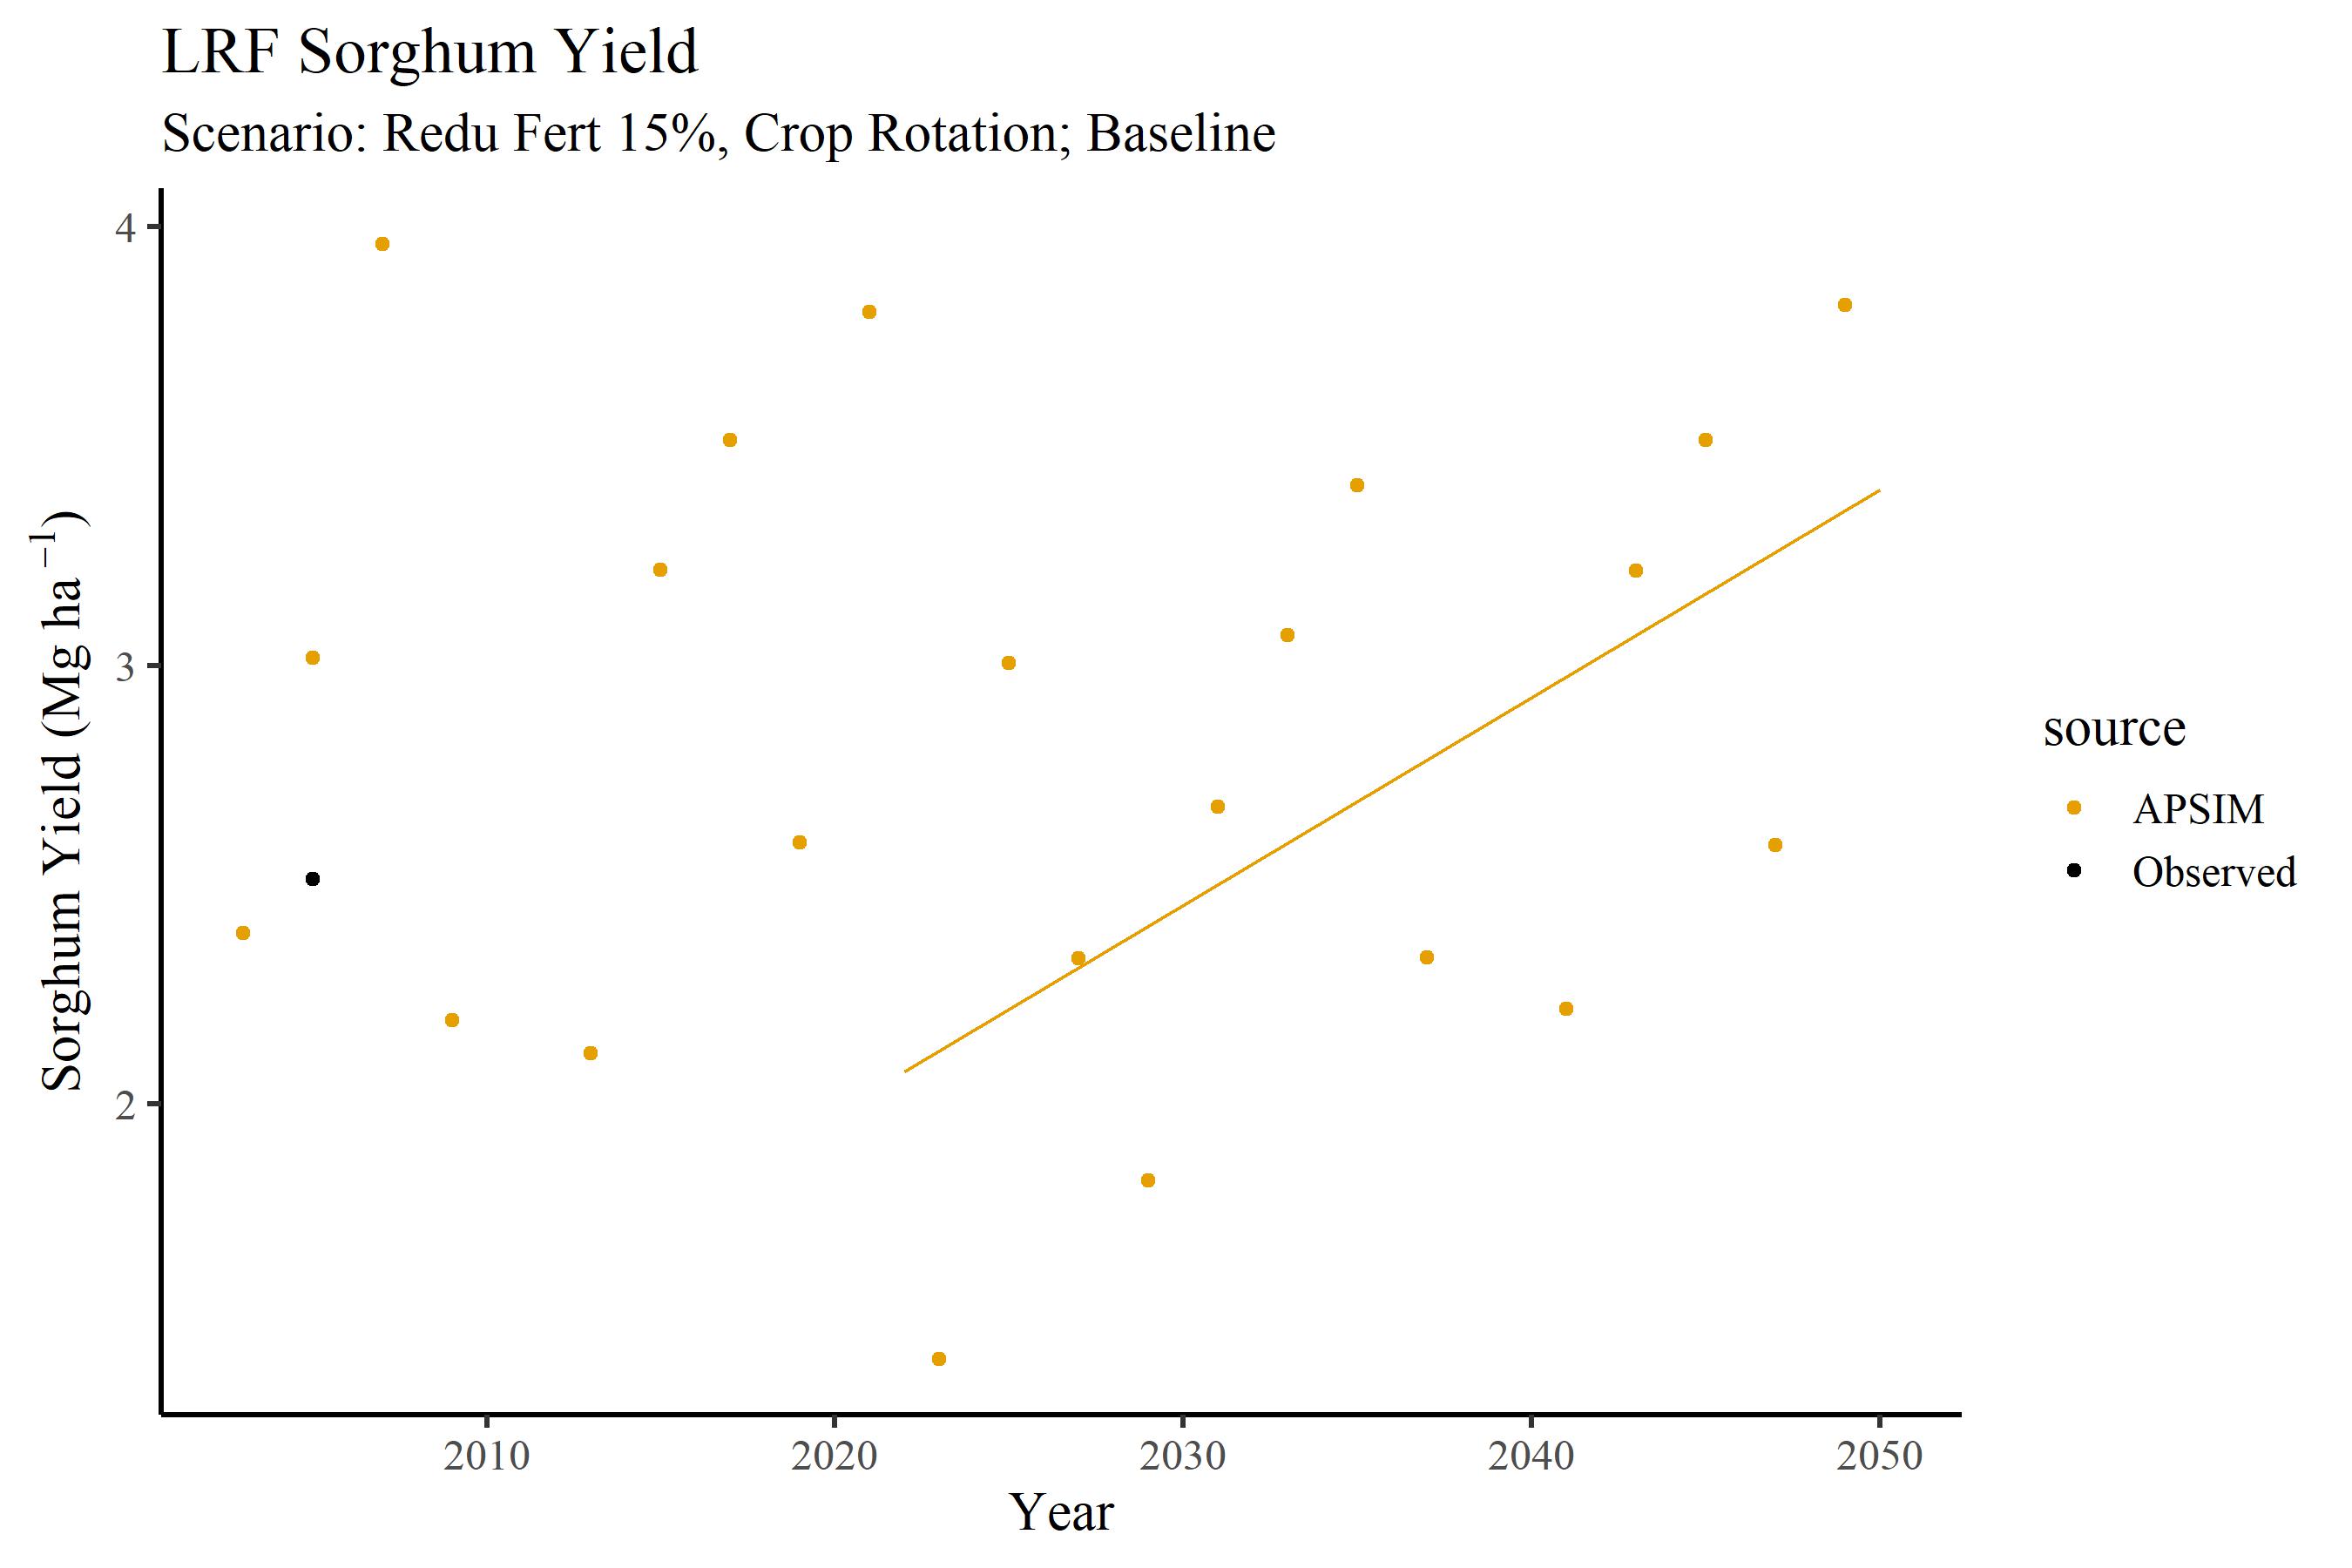 LRF Sorghum Yield
Scenario: Redu Fert 15%, Crop Rotation; Baseline
4
3
2
Sorghum Yield (Mg ha⁻¹)
2010 2020 2030 2040 2050
Year
source
APSIM
Observed